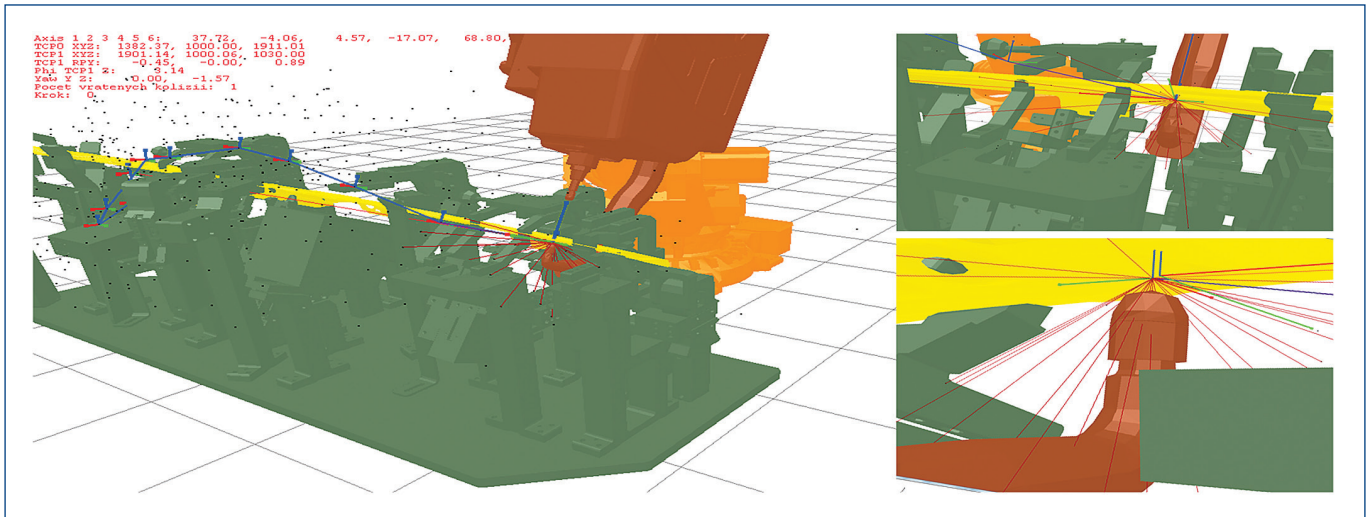 Axis 1 2 3 4 5 6: 37.72, -4.06, 4.57, -17.07, 68.80,
TCP0 XYZ: 1382.37, 1000.00, 1911.01
TCP1 XYZ: 1901.14, 1000.06, 1030.00
TCP1 RPY: -0.45, -0.00, 0.89
Phi TCP1 Z: 3.14
Yaw Y Z: 0.00, -1.57
Pocet vratenych kolizii: 1
Krok: 0